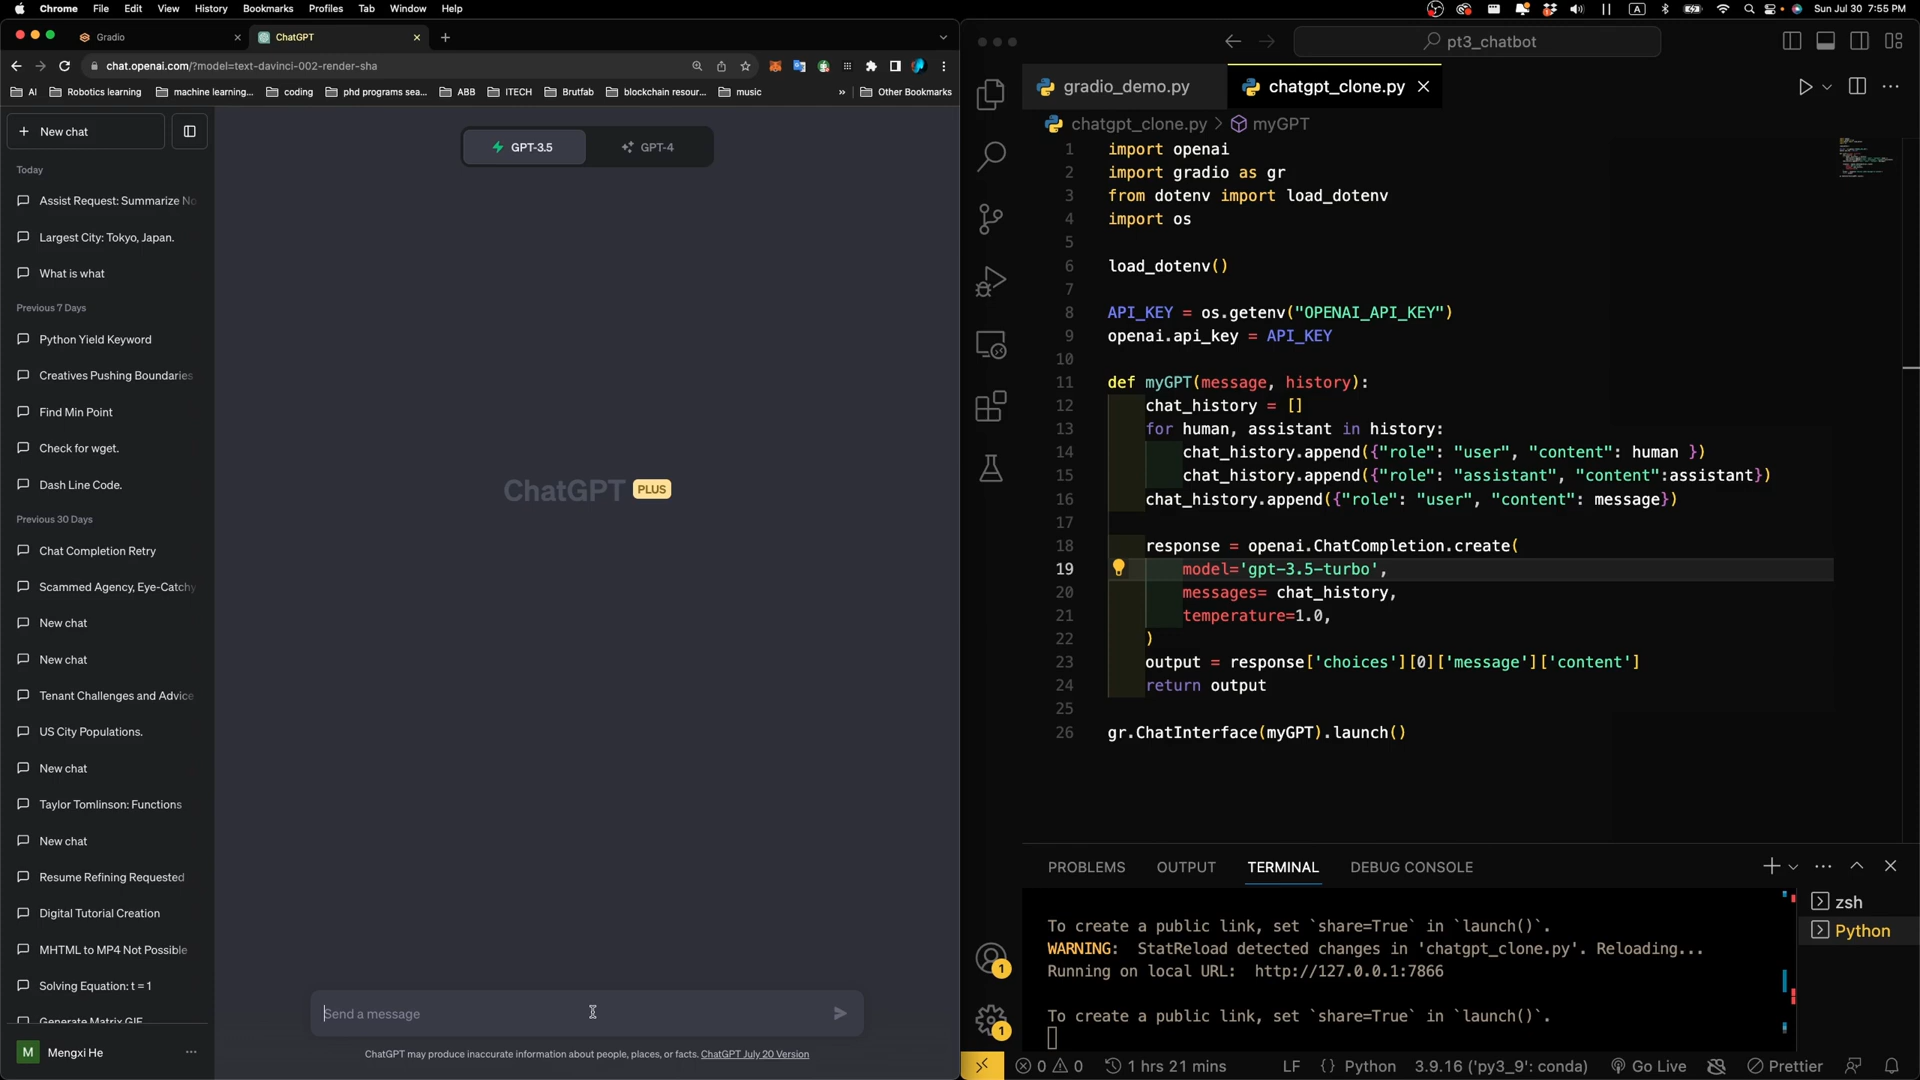 Chrome File Edit View History Bookmarks Profiles Tab Window Help
A Sun Jul 30 7:55 PM
Gradio
ChatGPT
chat.openai.com/?model=text-davinci-002-render-sha
AI Robotics learning machine learning... coding phd programs sea... ABB ITECH Brutfab blockchain resour... music » Other Bookmarks
New chat
Today
Assist Request: Summarize No
Largest City: Tokyo, Japan.
What is what
Previous 7 Days
Python Yield Keyword
Creatives Pushing Boundaries
Find Min Point
Check for wget.
Dash Line Code.
Previous 30 Days
Chat Completion Retry
Scammed Agency, Eye-Catchy
New chat
New chat
Tenant Challenges and Advice
US City Populations.
New chat
Taylor Tomlinson: Functions
New chat
Resume Refining Requested
Digital Tutorial Creation
MHTML to MP4 Not Possible
Solving Equation: t = 1
Generate Matrix GIF
M Mengxi He
GPT-3.5 GPT-4
ChatGPT PLUS
Send a message
ChatGPT may produce inaccurate information about people, places, or facts. ChatGPT July 20 Version
pt3_chatbot
gradio_demo.py
chatgpt_clone.py
chatgpt_clone.py > myGPT
1 import openai
2 import gradio as gr
3 from dotenv import load_dotenv
4 import os
5
6 load_dotenv()
7
8 API_KEY = os.getenv("OPENAI_API_KEY")
9 openai.api_key = API_KEY
10
11 def myGPT(message, history):
12 chat_history = []
13 for human, assistant in history:
14 chat_history.append({"role": "user", "content": human })
15 chat_history.append({"role": "assistant", "content":assistant})
16 chat_history.append({"role": "user", "content": message})
17
18 response = openai.ChatCompletion.create(
19 model='gpt-3.5-turbo',
20 messages= chat_history,
21 temperature=1.0,
22 )
23 output = response['choices'][0]['message']['content']
24 return output
25
26 gr.ChatInterface(myGPT).launch()
PROBLEMS OUTPUT TERMINAL DEBUG CONSOLE
To create a public link, set `share=True` in `launch()`.
WARNING: StatReload detected changes in 'chatgpt_clone.py'. Reloading...
Running on local URL: http://127.0.0.1:7866
To create a public link, set `share=True` in `launch()`.
zsh
Python
1
1
0 0 1 hrs 21 mins LF {} Python 3.9.16 ('py3_9': conda) Go Live Prettier